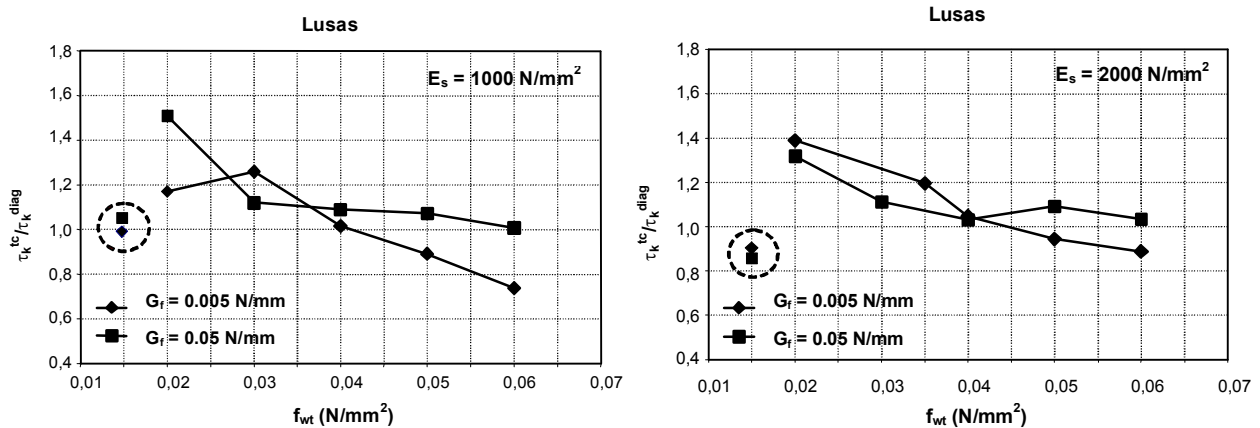 Lusas
E_s = 1000 N/mm²
τ_k^tc/τ_k^diag
1,8
1,6
1,4
1,2
1,0
0,8
0,6
0,4
G_f = 0.005 N/mm
G_f = 0.05 N/mm
0,01 0,02 0,03 0,04 0,05 0,06 0,07
f_wt (N/mm²)
Lusas
E_s = 2000 N/mm²
τ_k^tc/τ_k^diag
1,8
1,6
1,4
1,2
1,0
0,8
0,6
0,4
G_f = 0.005 N/mm
G_f = 0.05 N/mm
0,01 0,02 0,03 0,04 0,05 0,06 0,07
f_wt (N/mm²)